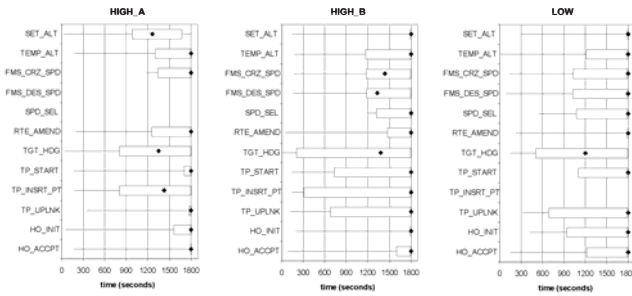 HIGH_A
SET_ALT
TEMP_ALT
FMS_CRZ_SPD
FMS_DES_SPD
SPD_SEL
RTE_AMEND
TGT_HDG
TP_START
TP_INSRT_PT
TP_UPLNK
HO_INIT
HO_ACCPT
0 300 600 900 1200 1500 1800
time (seconds)
HIGH_B
SET_ALT
TEMP_ALT
FMS_CRZ_SPD
FMS_DES_SPD
SPD_SEL
RTE_AMEND
TGT_HDG
TP_START
TP_INSRT_PT
TP_UPLNK
HO_INIT
HO_ACCPT
0 300 600 900 1200 1500 1800
time (seconds)
LOW
SET_ALT
TEMP_ALT
FMS_CRZ_SPD
FMS_DES_SPD
SPD_SEL
RTE_AMEND
TGT_HDG
TP_START
TP_INSRT_PT
TP_UPLNK
HO_INIT
HO_ACCPT
0 300 600 900 1200 1500 1800
time (seconds)